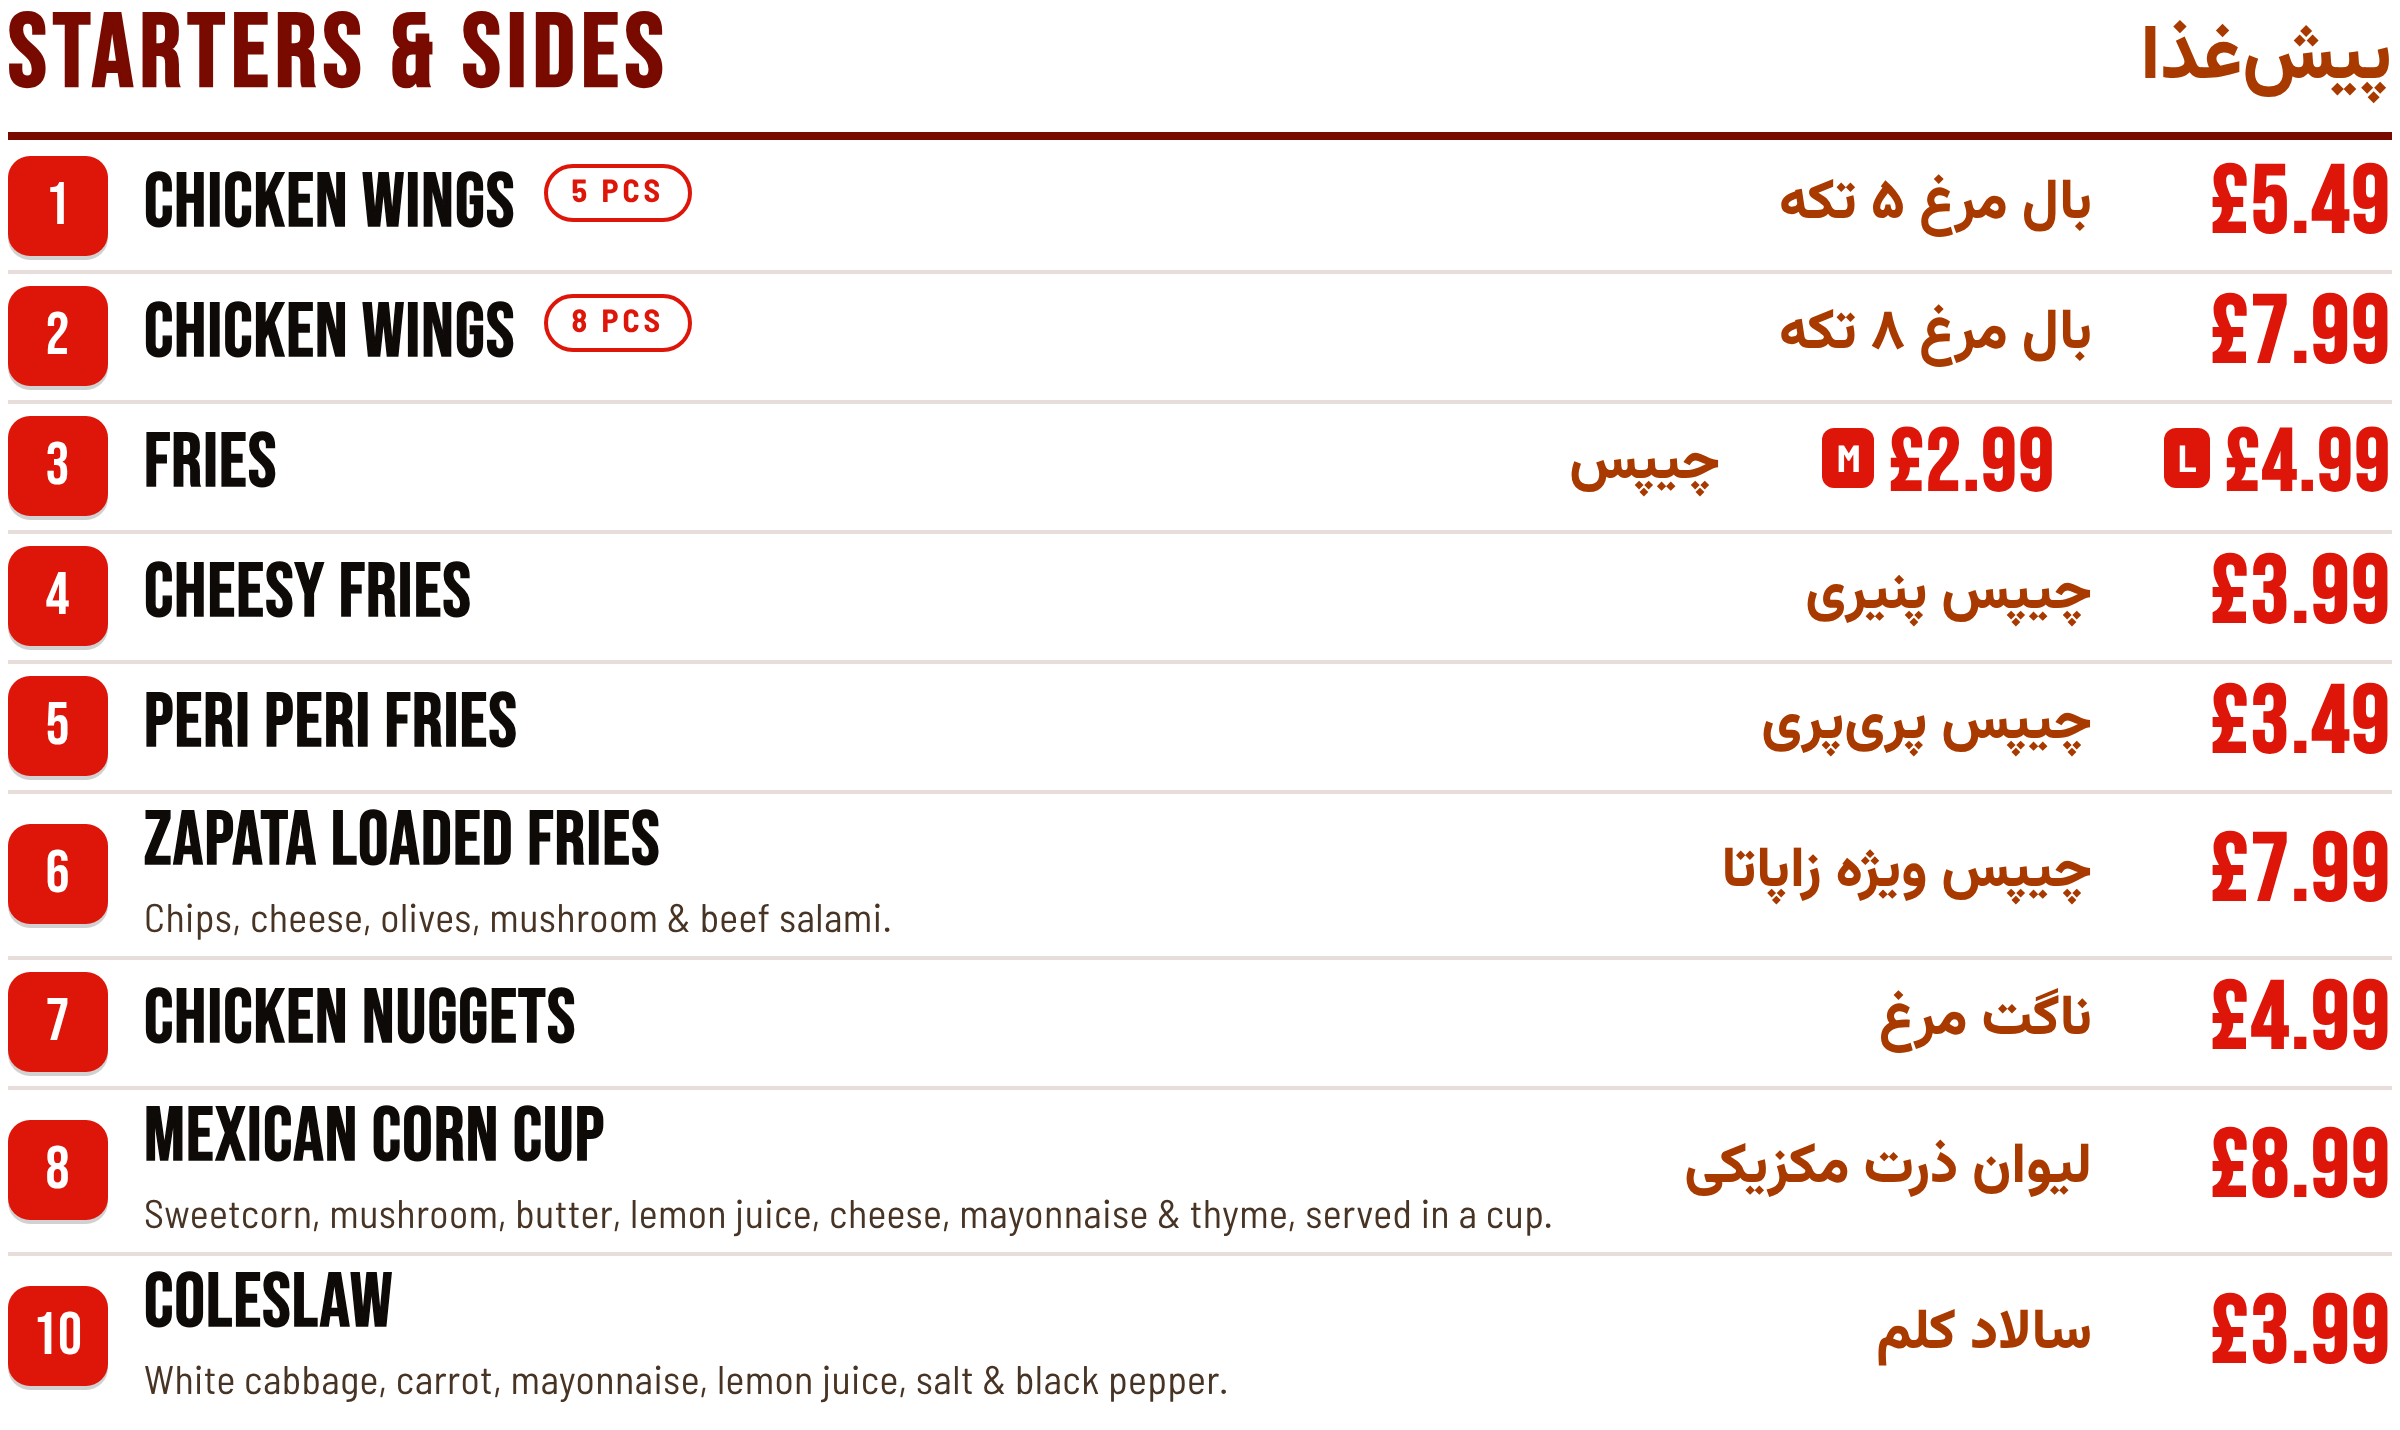 STARTERS & SIDES پیش‌غذا
1 CHICKEN WINGS 5 PCS بال مرغ ۵ تکه £5.49
2 CHICKEN WINGS 8 PCS بال مرغ ۸ تکه £7.99
3 FRIES چیپس M £2.99 L £4.99
4 CHEESY FRIES چیپس پنیری £3.99
5 PERI PERI FRIES چیپس پری‌پری £3.49
6 ZAPATA LOADED FRIES چیپس ویژه زاپاتا £7.99
Chips, cheese, olives, mushroom & beef salami.
7 CHICKEN NUGGETS ناگت مرغ £4.99
8 MEXICAN CORN CUP لیوان ذرت مکزیکی £8.99
Sweetcorn, mushroom, butter, lemon juice, cheese, mayonnaise & thyme, served in a cup.
10 COLESLAW سالاد کلم £3.99
White cabbage, carrot, mayonnaise, lemon juice, salt & black pepper.